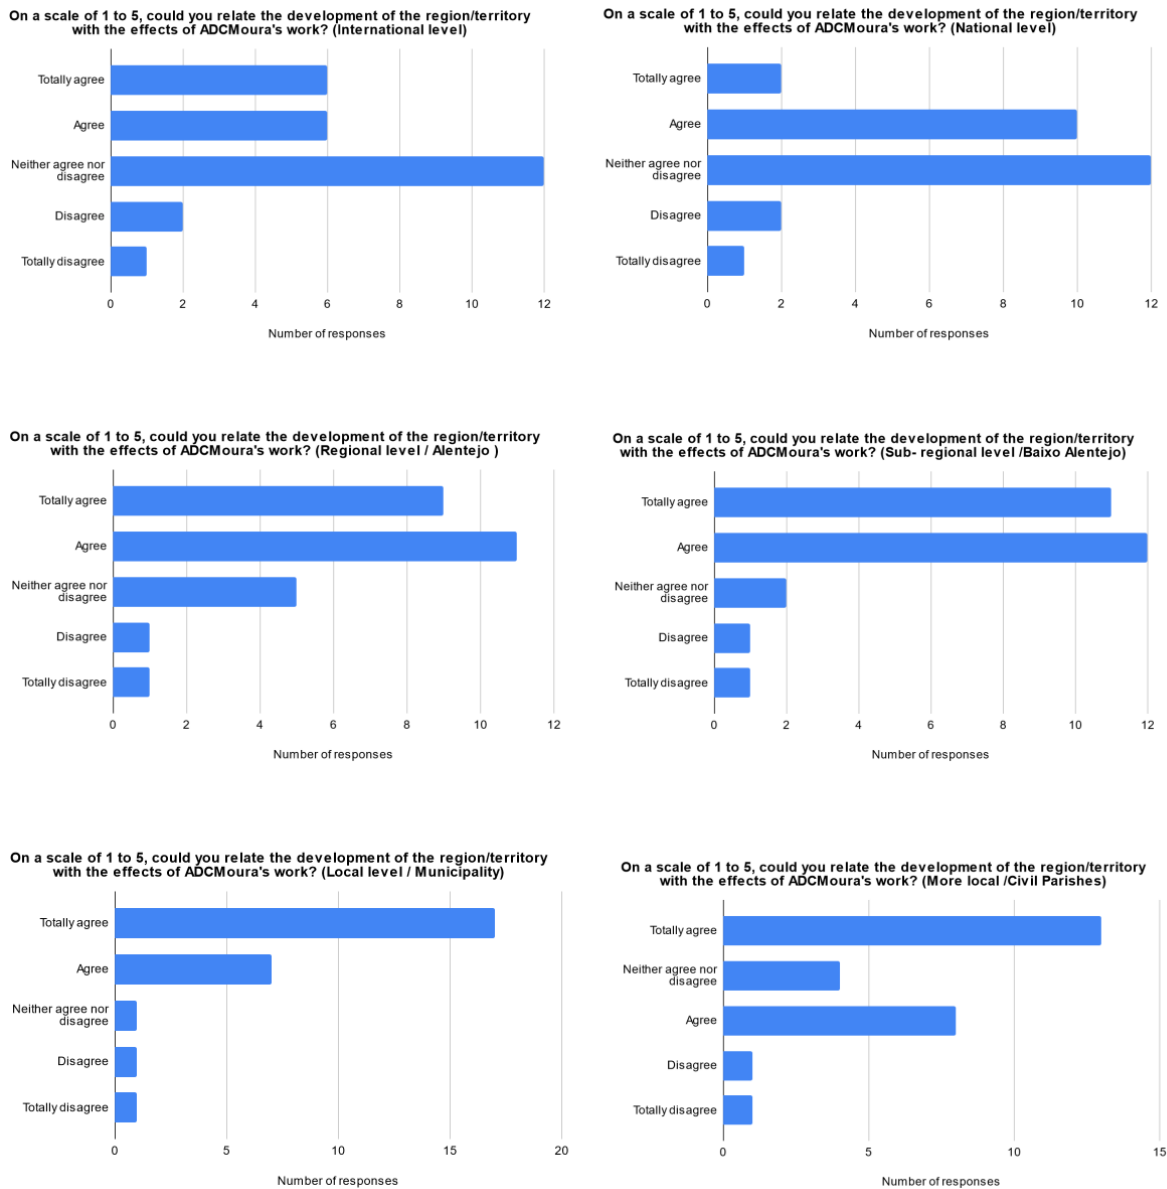 On a scale of 1 to 5, could you relate the development of the region/territory
with the effects of ADCMoura's work? (International level)
Totally agree
Agree
Neither agree nor
disagree
Disagree
Totally disagree
0 2 4 6 8 10 12
Number of responses
On a scale of 1 to 5, could you relate the development of the region/territory
with the effects of ADCMoura's work? (National level)
Totally agree
Agree
Neither agree nor
disagree
Disagree
Totally disagree
0 2 4 6 8 10 12
Number of responses
On a scale of 1 to 5, could you relate the development of the region/territory
with the effects of ADCMoura's work? (Regional level / Alentejo )
Totally agree
Agree
Neither agree nor
disagree
Disagree
Totally disagree
0 2 4 6 8 10 12
Number of responses
On a scale of 1 to 5, could you relate the development of the region/territory
with the effects of ADCMoura's work? (Sub- regional level /Baixo Alentejo)
Totally agree
Agree
Neither agree nor
disagree
Disagree
Totally disagree
0 2 4 6 8 10 12
Number of responses
On a scale of 1 to 5, could you relate the development of the region/territory
with the effects of ADCMoura's work? (Local level / Municipality)
Totally agree
Agree
Neither agree nor
disagree
Disagree
Totally disagree
0 5 10 15 20
Number of responses
On a scale of 1 to 5, could you relate the development of the region/territory
with the effects of ADCMoura's work? (More local /Civil Parishes)
Totally agree
Neither agree nor
disagree
Agree
Disagree
Totally disagree
0 5 10 15
Number of responses